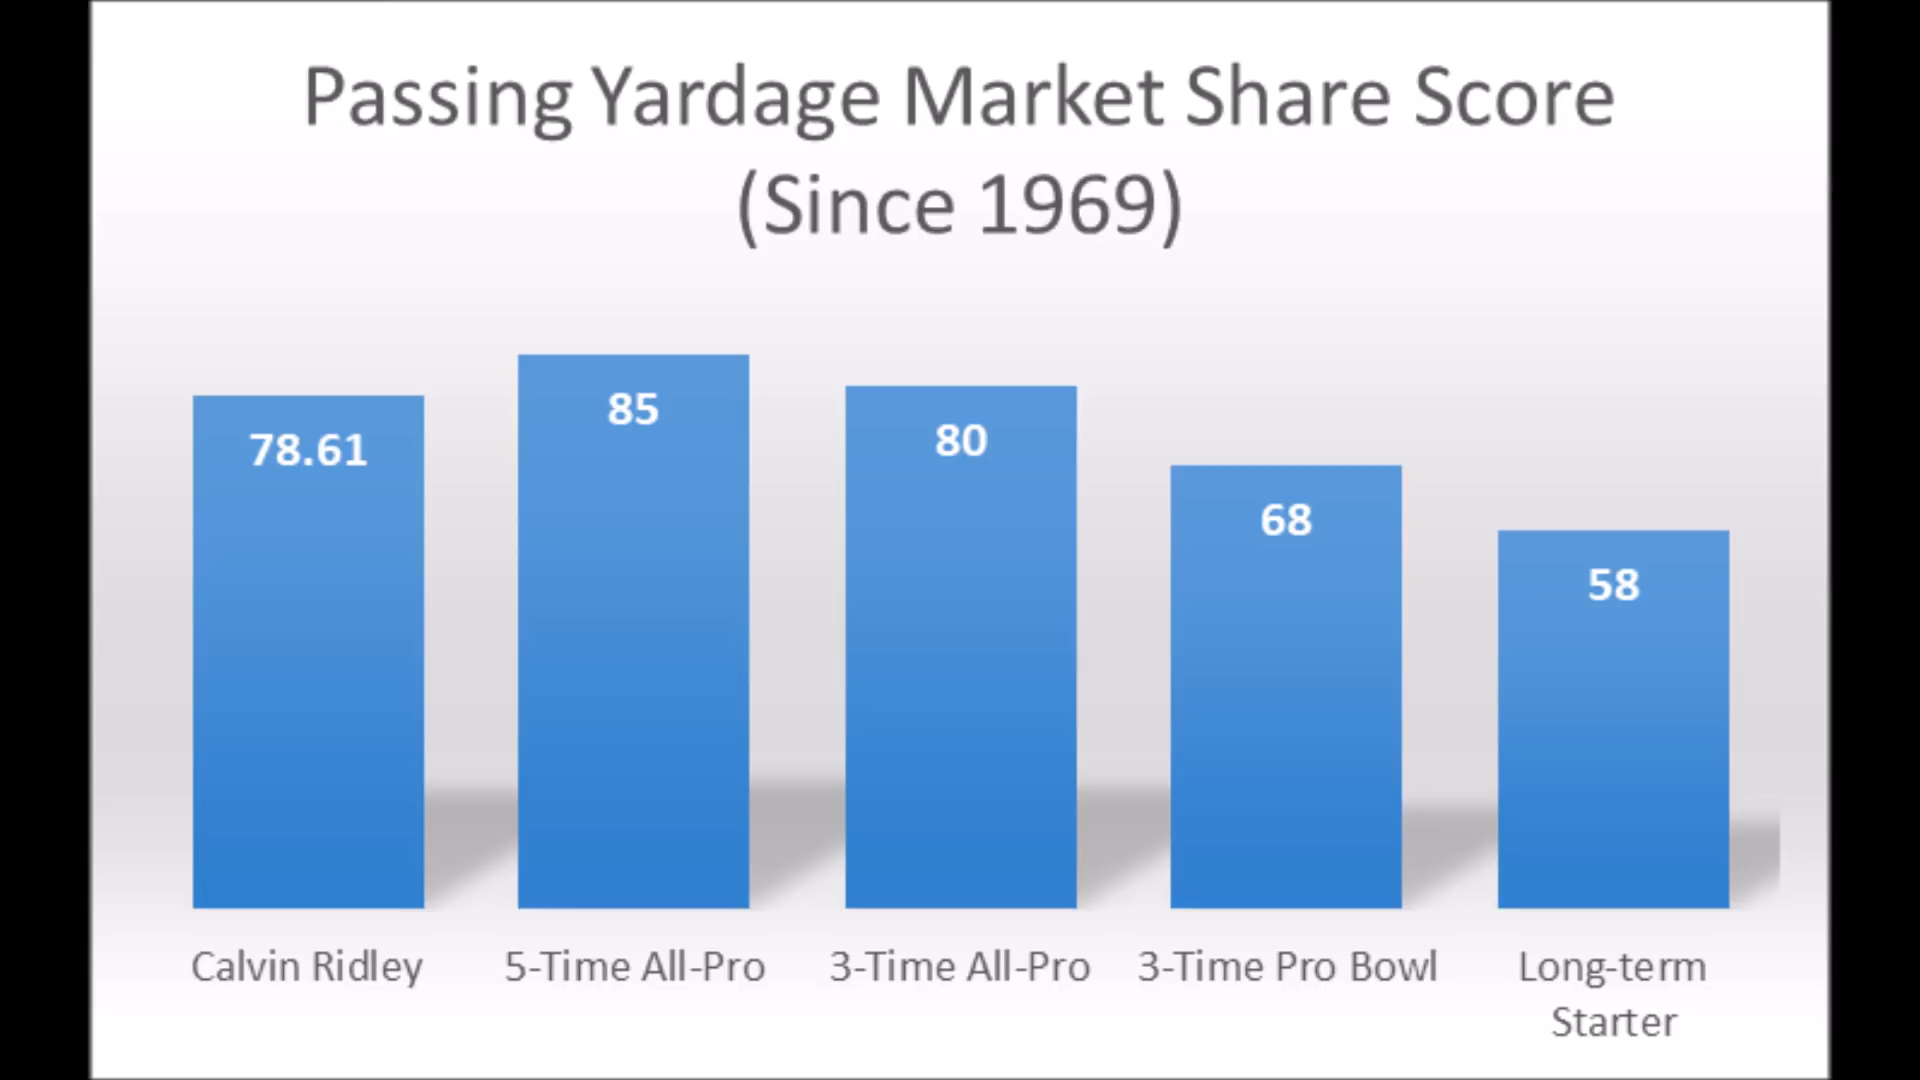 Passing Yardage Market Share Score
(Since 1969)
78.61
85
80
68
58
Calvin Ridley
5-Time All-Pro
3-Time All-Pro
3-Time Pro Bowl
Long-term
Starter